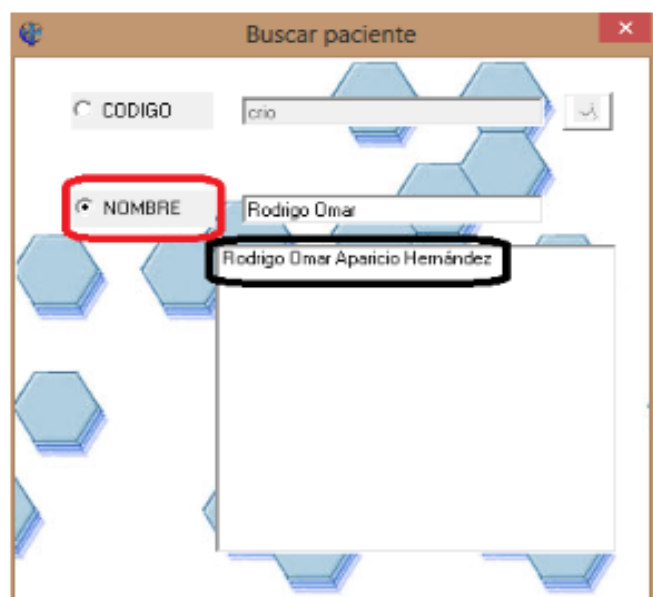 Buscar paciente
CODIGO
crio
NOMBRE
Rodrigo Omar
Rodrigo Omar Aparicio Hernández